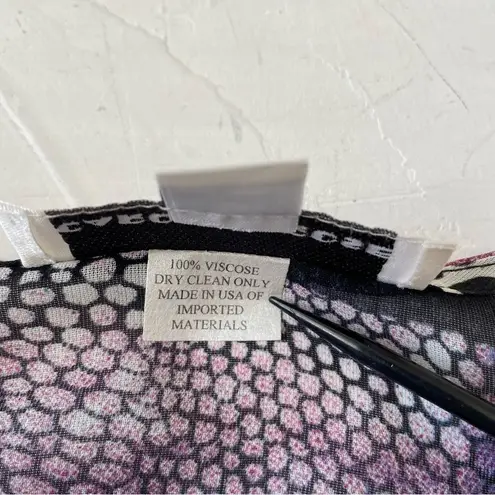 100% VISCOSE
DRY CLEAN ONLY
MADE IN USA OF
IMPORTED
MATERIALS